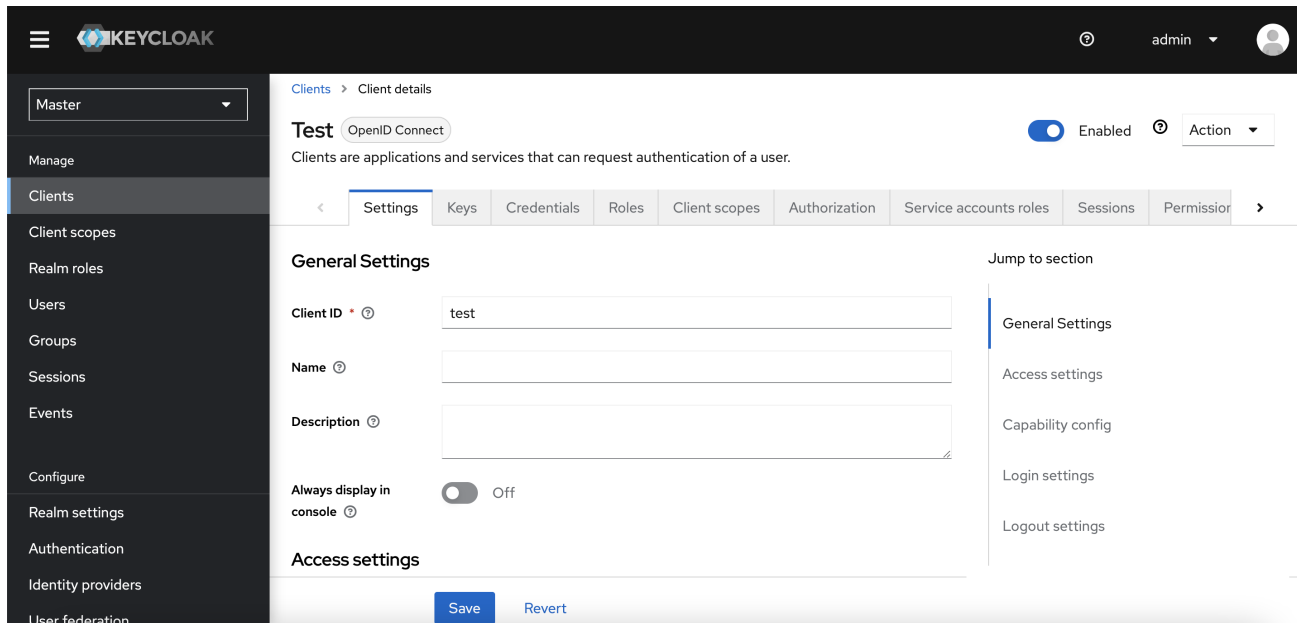 KEYCLOAK
admin
Master
Manage
Clients
Client scopes
Realm roles
Users
Groups
Sessions
Events
Configure
Realm settings
Authentication
Identity providers
User federation
Clients > Client details
Test OpenID Connect
Enabled
Action
Clients are applications and services that can request authentication of a user.
Settings Keys Credentials Roles Client scopes Authorization Service accounts roles Sessions Permission
General Settings
Client ID * test
Name
Description
Always display in
console
Off
Access settings
Save Revert
Jump to section
General Settings
Access settings
Capability config
Login settings
Logout settings